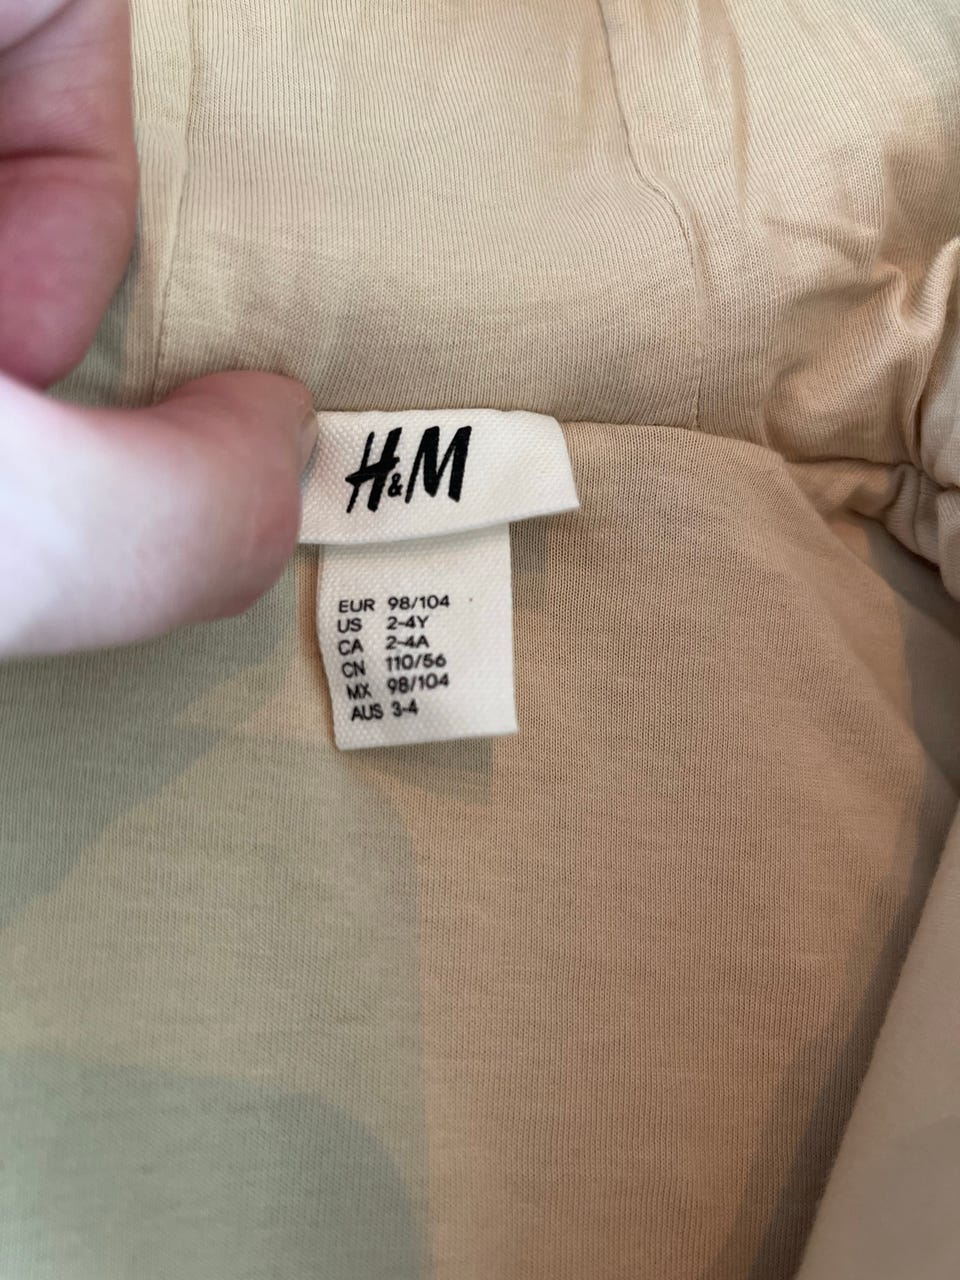 H&M
EUR 98/104
US 2-4Y
CA 2-4A
CN 110/56
MX 98/104
AUS 3-4